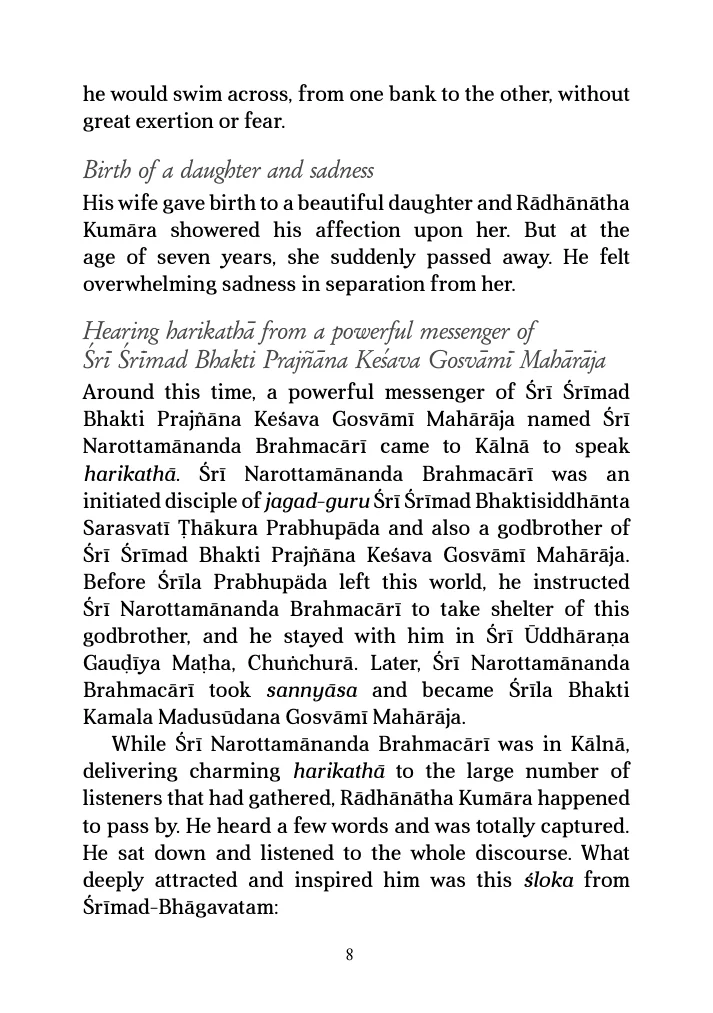 he would swim across, from one bank to the other, without
great exertion or fear.
Birth of a daughter and sadness
His wife gave birth to a beautiful daughter and Rādhānātha
Kumāra showered his affection upon her. But at the
age of seven years, she suddenly passed away. He felt
overwhelming sadness in separation from her.
Hearing harikathā from a powerful messenger of
Śrī Śrīmad Bhakti Prajñāna Keśava Gosvāmī Mahārāja
Around this time, a powerful messenger of Śrī Śrīmad
Bhakti Prajñāna Keśava Gosvāmī Mahārāja named Śrī
Narottamānanda Brahmacārī came to Kālnā to speak
harikathā. Śrī Narottamānanda Brahmacārī was an
initiated disciple of jagad-guru Śrī Śrīmad Bhaktisiddhānta
Sarasvatī Ṭhākura Prabhupāda and also a godbrother of
Śrī Śrīmad Bhakti Prajñāna Keśava Gosvāmī Mahārāja.
Before Śrīla Prabhupäda left this world, he instructed
Śrī Narottamānanda Brahmacārī to take shelter of this
godbrother, and he stayed with him in Śrī Ūddhāraṇa
Gauḍīya Maṭha, Chuṅchurā. Later, Śrī Narottamānanda
Brahmacārī took sannyāsa and became Śrīla Bhakti
Kamala Madusūdana Gosvāmī Mahārāja.
While Śrī Narottamānanda Brahmacārī was in Kālnā,
delivering charming harikathā to the large number of
listeners that had gathered, Rādhānātha Kumāra happened
to pass by. He heard a few words and was totally captured.
He sat down and listened to the whole discourse. What
deeply attracted and inspired him was this śloka from
Śrīmad-Bhāgavatam:
8